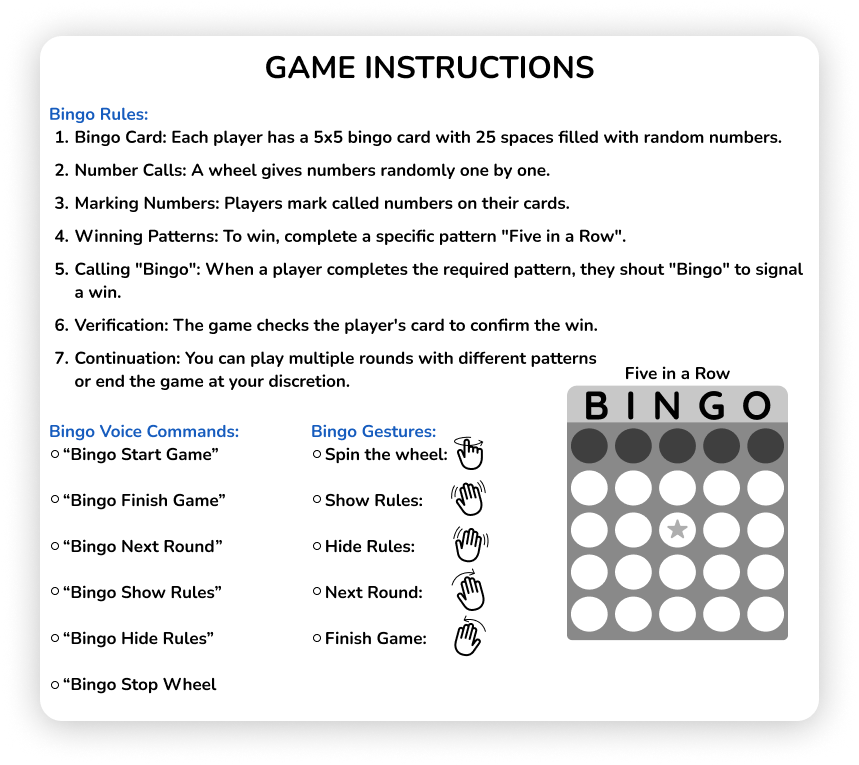 GAME INSTRUCTIONS
Bingo Rules:
1. Bingo Card: Each player has a 5x5 bingo card with 25 spaces filled with random numbers.
2. Number Calls: A wheel gives numbers randomly one by one.
3. Marking Numbers: Players mark called numbers on their cards.
4. Winning Patterns: To win, complete a specific pattern "Five in a Row".
5. Calling "Bingo": When a player completes the required pattern, they shout "Bingo" to signal
a win.
6. Verification: The game checks the player's card to confirm the win.
7. Continuation: You can play multiple rounds with different patterns
or end the game at your discretion.
Bingo Voice Commands:
“Bingo Start Game”
“Bingo Finish Game”
“Bingo Next Round”
“Bingo Show Rules”
“Bingo Hide Rules”
“Bingo Stop Wheel
Bingo Gestures:
Spin the wheel:
Show Rules:
Hide Rules:
Next Round:
Finish Game:
Five in a Row
B I N G O